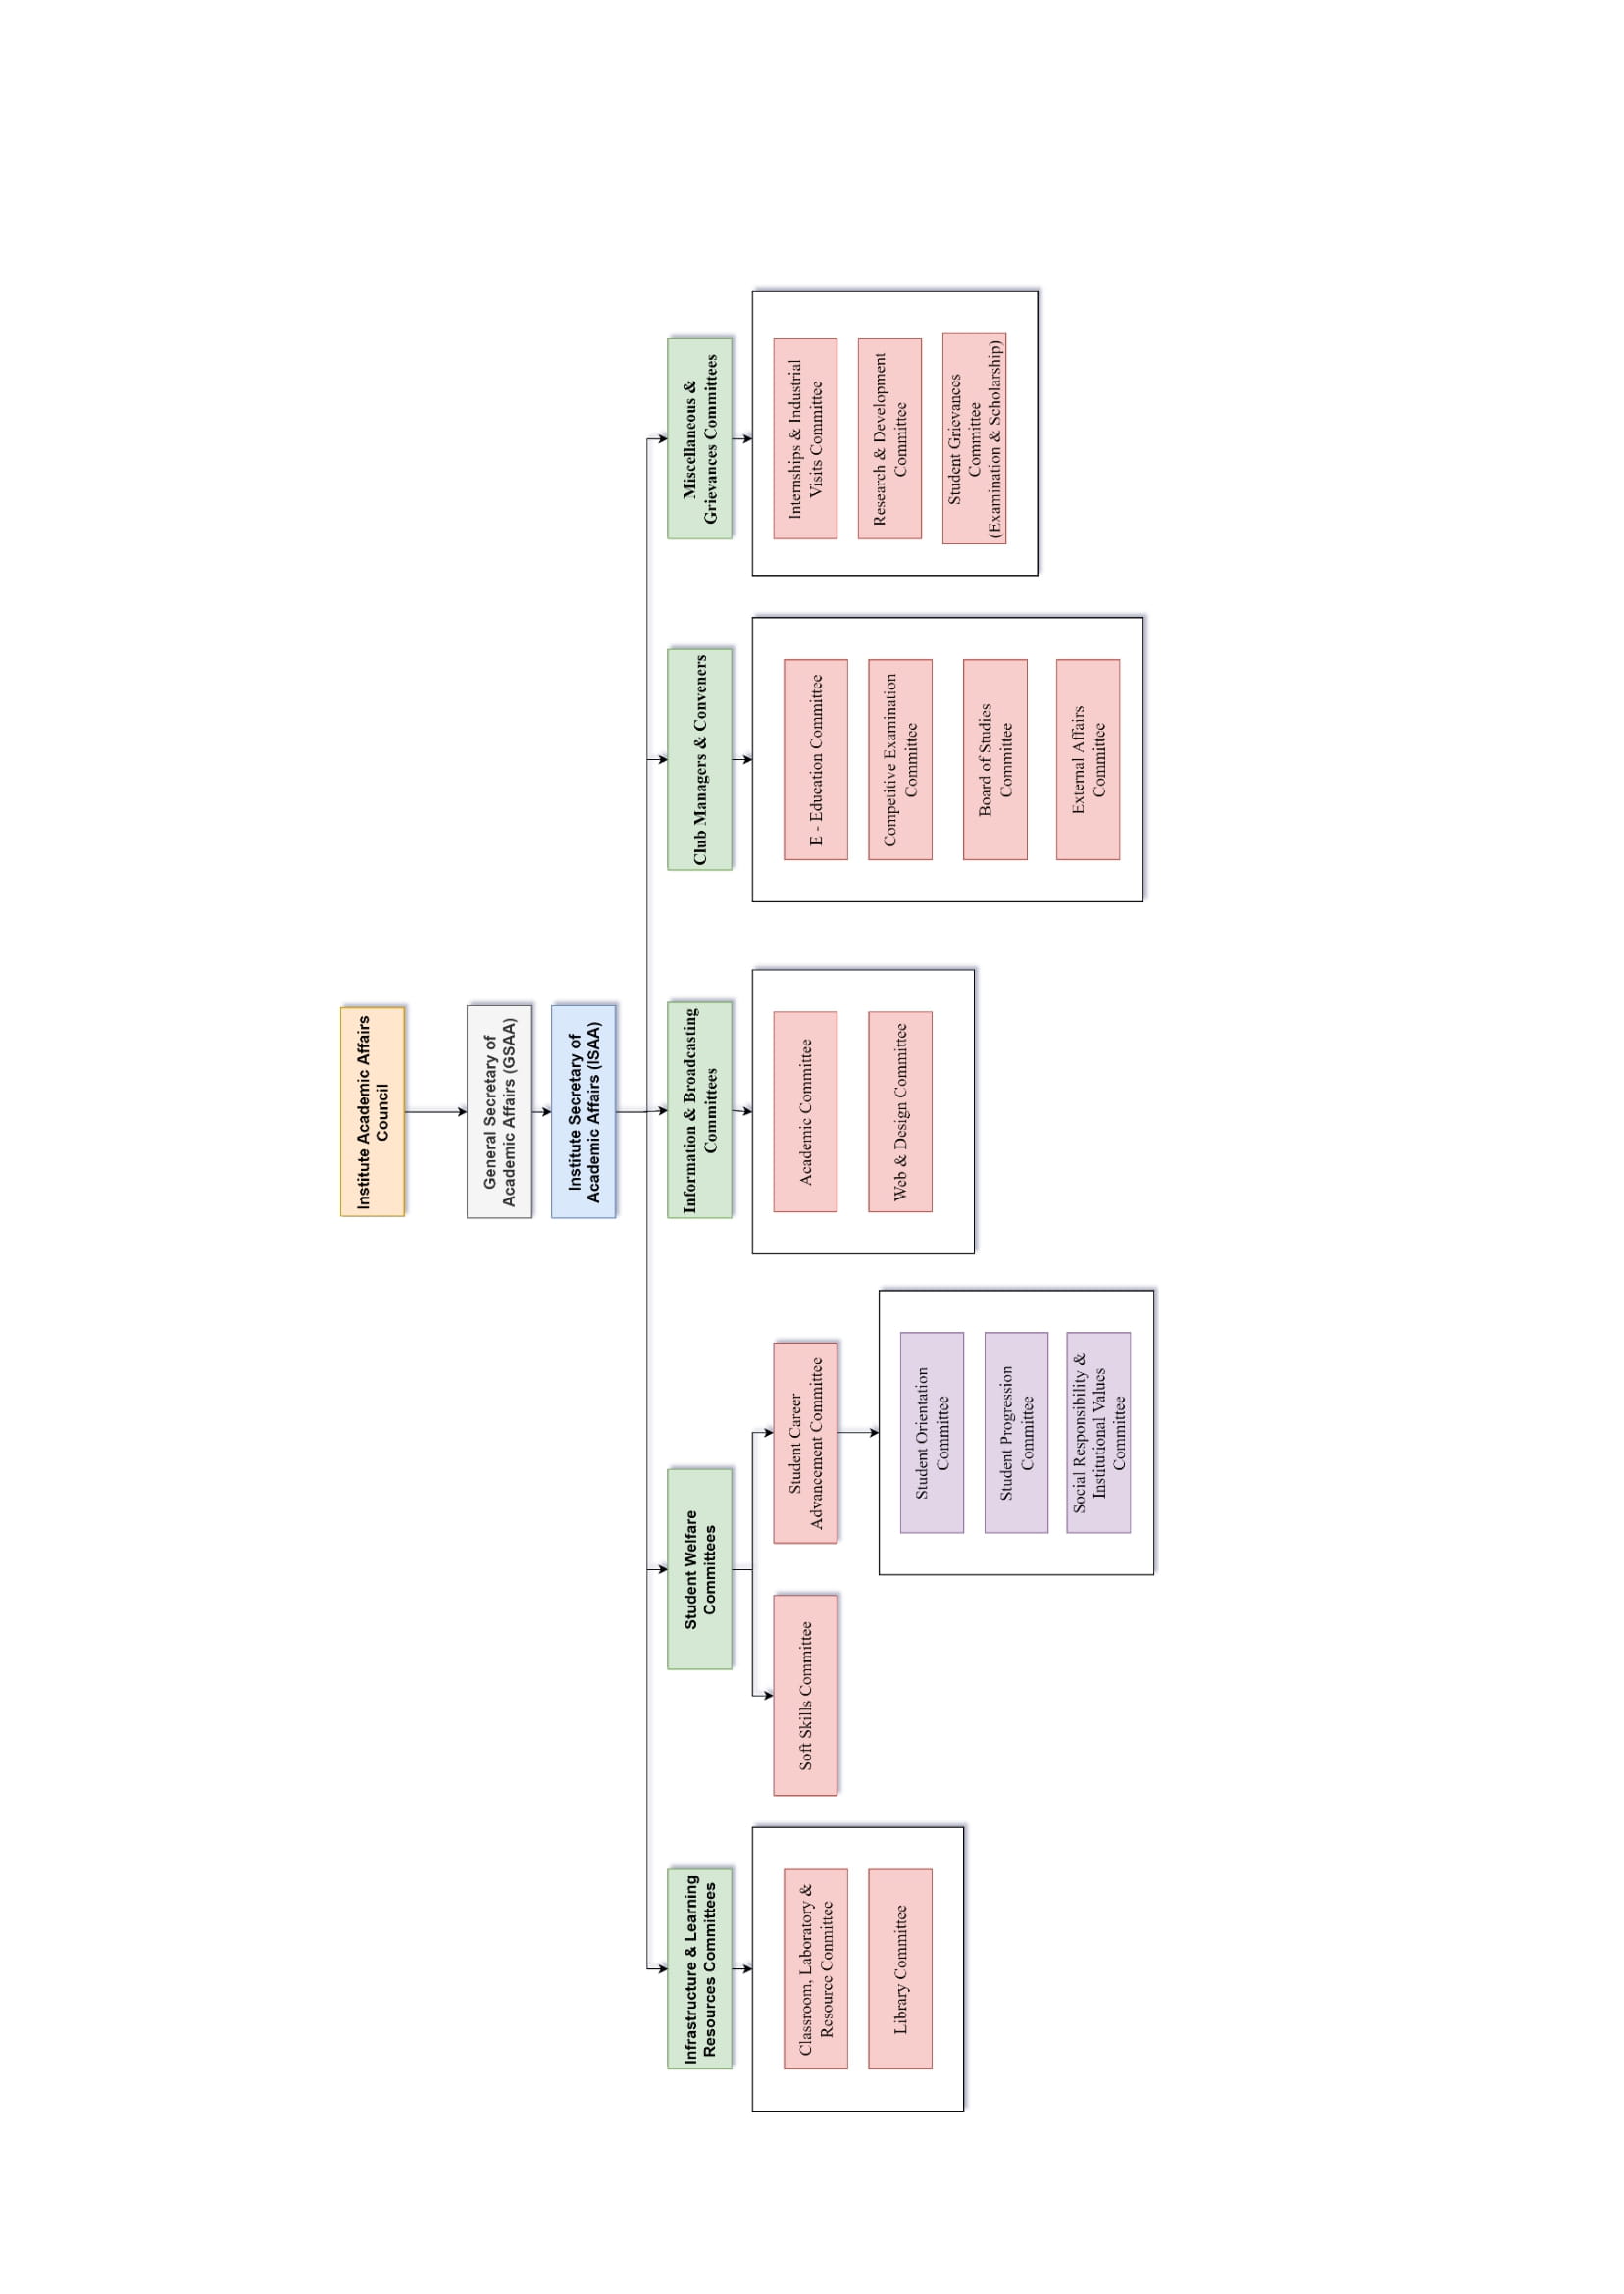 Institute Academic Affairs
Council
General Secretary of
Academic Affairs (GSAA)
Institute Secretary of
Academic Affairs (ISAA)
Infrastructure & Learning
Resources Committees
Student Welfare
Committees
Information & Broadcasting
Committees
Club Managers & Conveners
Miscellaneous &
Grievances Committees
Classroom, Laboratory &
Resource Conmittee
Library Committee
Soft Skills Committee
Student Career
Advancement Committee
Student Orientation
Committee
Student Progression
Committee
Social Responsibility &
Institutional Values
Committee
Academic Committee
Web & Design Committee
E - Education Committee
Competitive Examination
Committee
Board of Studies
Committee
External Affairs
Committee
Internships & Industrial
Visits Committee
Research & Development
Committee
Student Grievances
Committee
(Examination & Scholarship)